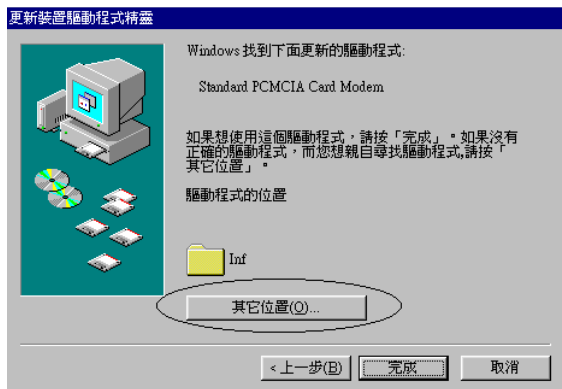 更新裝置驅動程式精靈
Windows 找到下面更新的驅動程式:
Standard PCMCIA Card Modem
如果想使用這個驅動程式，請按「完成」。如果沒有
正確的驅動程式，而您想親自尋找驅動程式,請按「
其它位置」。
驅動程式的位置
Inf
其它位置(O)...
<上一步(B)
完成
取消